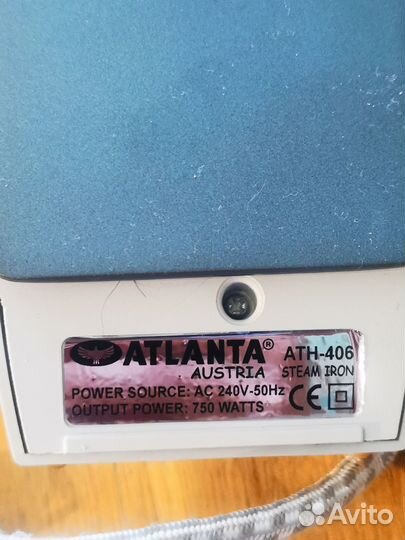 ATLANTA® ATH-406
AUSTRIA STEAM IRON
POWER SOURCE: AC 240V-50Hz
OUTPUT POWER: 750 WATTS CE
Avito